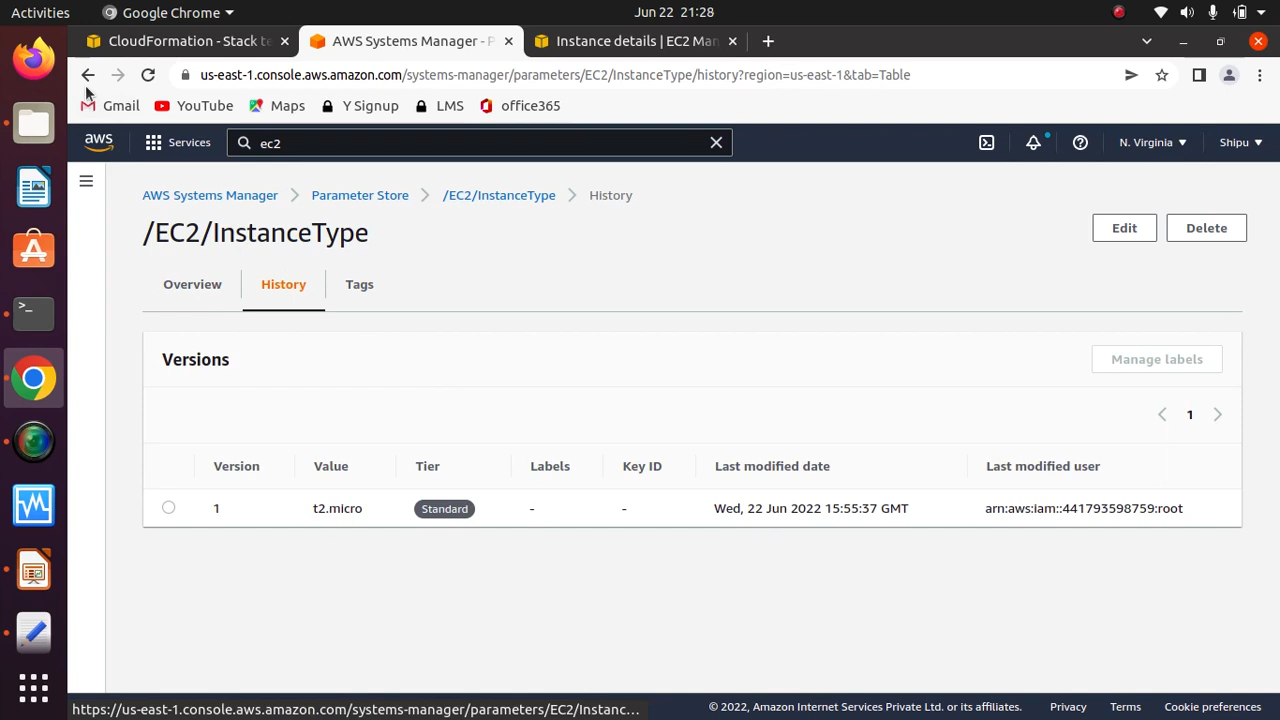 Activities Google Chrome Jun 22 21:28
CloudFormation - Stack te AWS Systems Manager - P Instance details | EC2 Man
us-east-1.console.aws.amazon.com/systems-manager/parameters/EC2/InstanceType/history?region=us-east-1&tab=Table
Gmail YouTube Maps Y Signup LMS office365
aws Services ec2 N. Virginia Shipu
AWS Systems Manager Parameter Store /EC2/InstanceType History
/EC2/InstanceType
Edit Delete
Overview History Tags
Versions Manage labels
1
Version Value Tier Labels Key ID Last modified date Last modified user
1 t2.micro Standard - - Wed, 22 Jun 2022 15:55:37 GMT arn:aws:iam::441793598759:root
https://us-east-1.console.aws.amazon.com/systems-manager/parameters/EC2/Instanc... © 2022, Amazon Internet Services Private Ltd. or its affiliates. Privacy Terms Cookie preferences